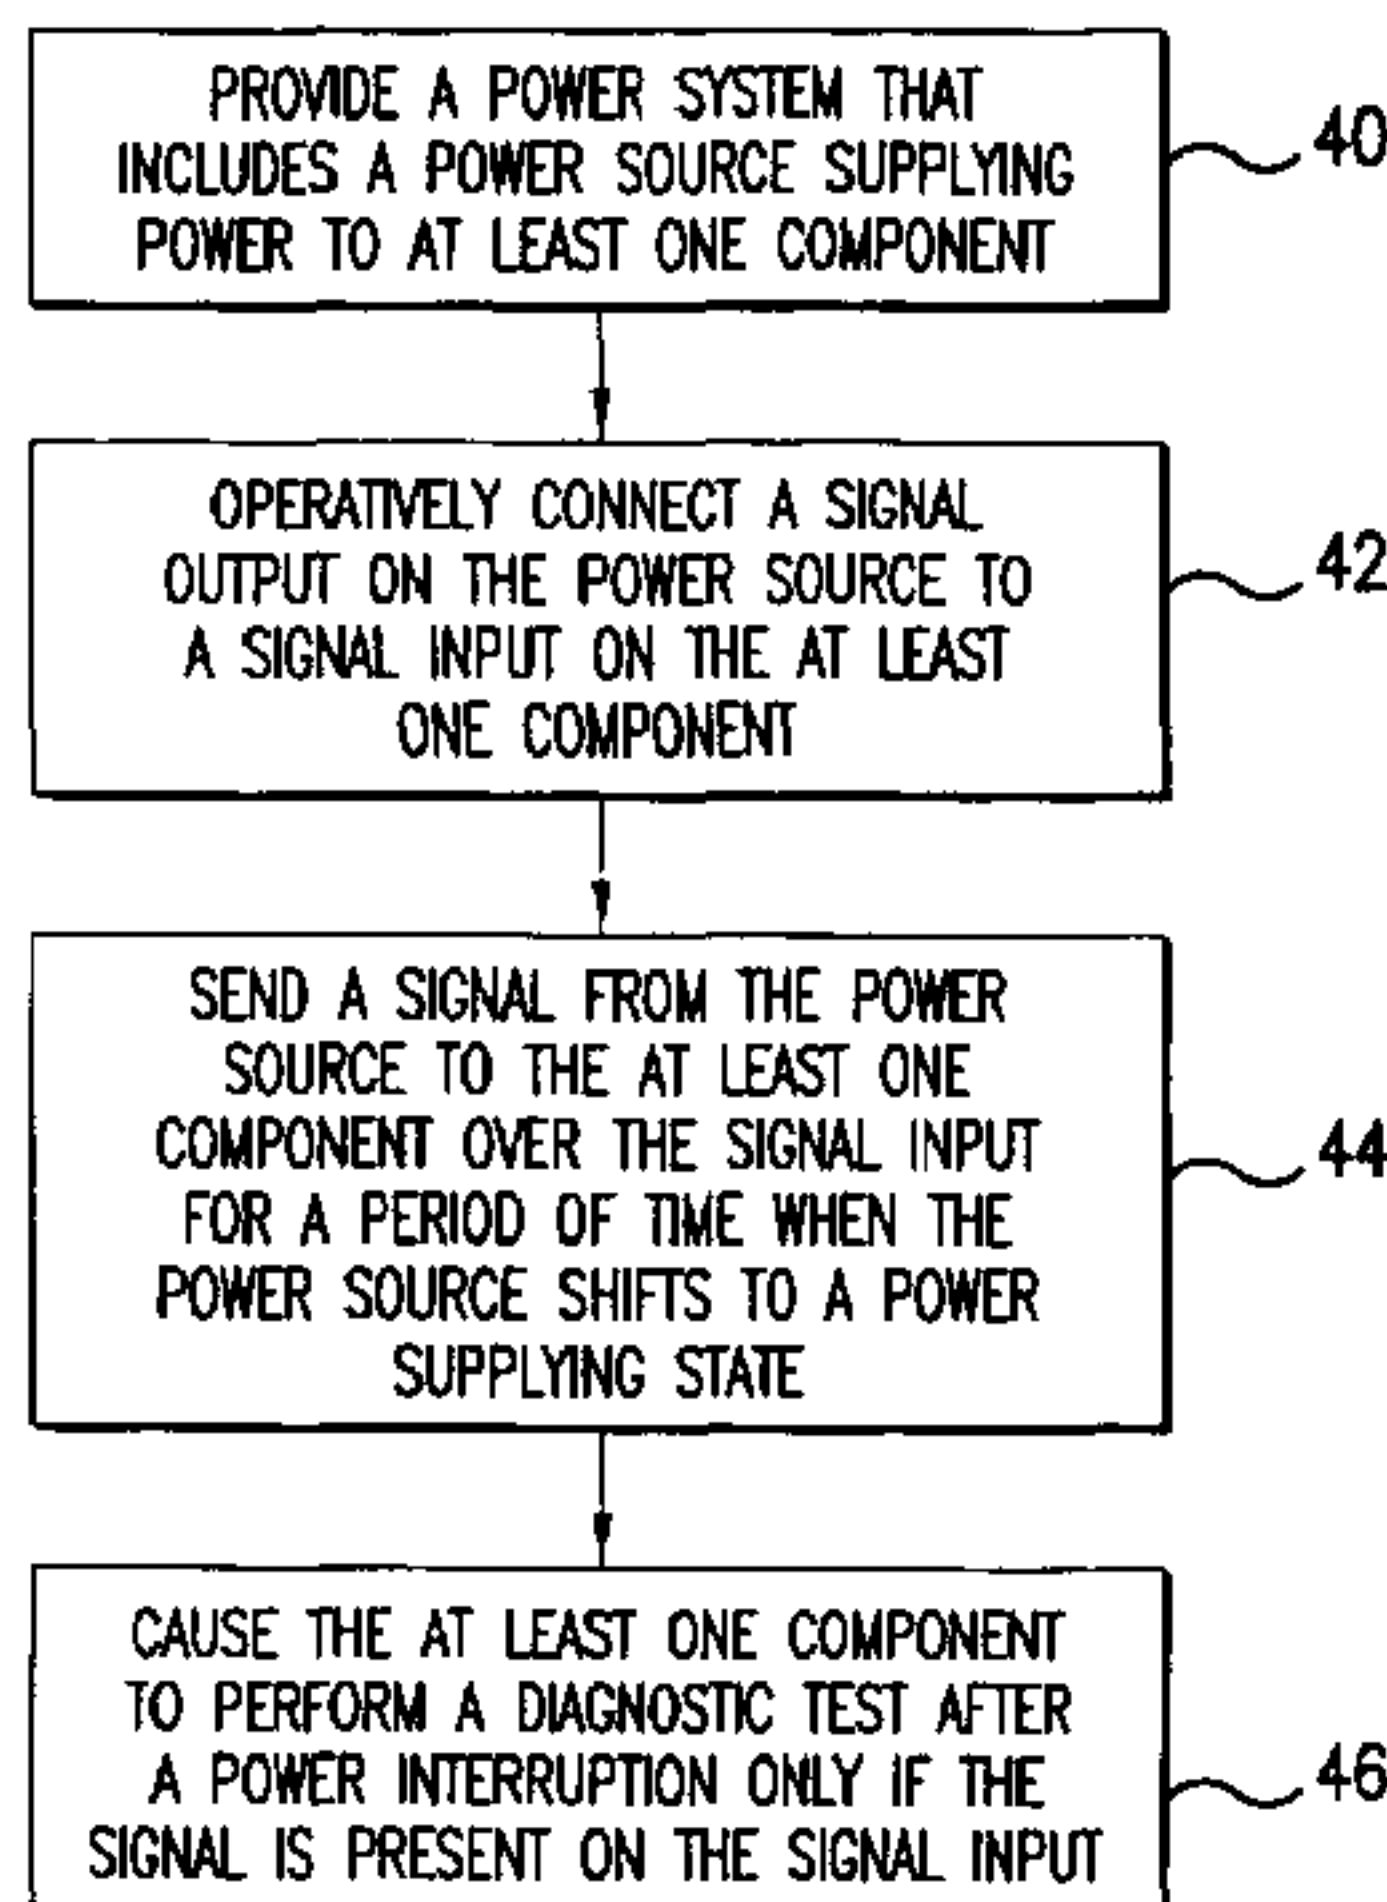 PROVIDE A POWER SYSTEM THAT
INCLUDES A POWER SOURCE SUPPLYING
POWER TO AT LEAST ONE COMPONENT
40
OPERATIVELY CONNECT A SIGNAL
OUTPUT ON THE POWER SOURCE TO
A SIGNAL INPUT ON THE AT LEAST
ONE COMPONENT
42
SEND A SIGNAL FROM THE POWER
SOURCE TO THE AT LEAST ONE
COMPONENT OVER THE SIGNAL INPUT
FOR A PERIOD OF TIME WHEN THE
POWER SOURCE SHIFTS TO A POWER
SUPPLYING STATE
44
CAUSE THE AT LEAST ONE COMPONENT
TO PERFORM A DIAGNOSTIC TEST AFTER
A POWER INTERRUPTION ONLY IF THE
SIGNAL IS PRESENT ON THE SIGNAL INPUT
46